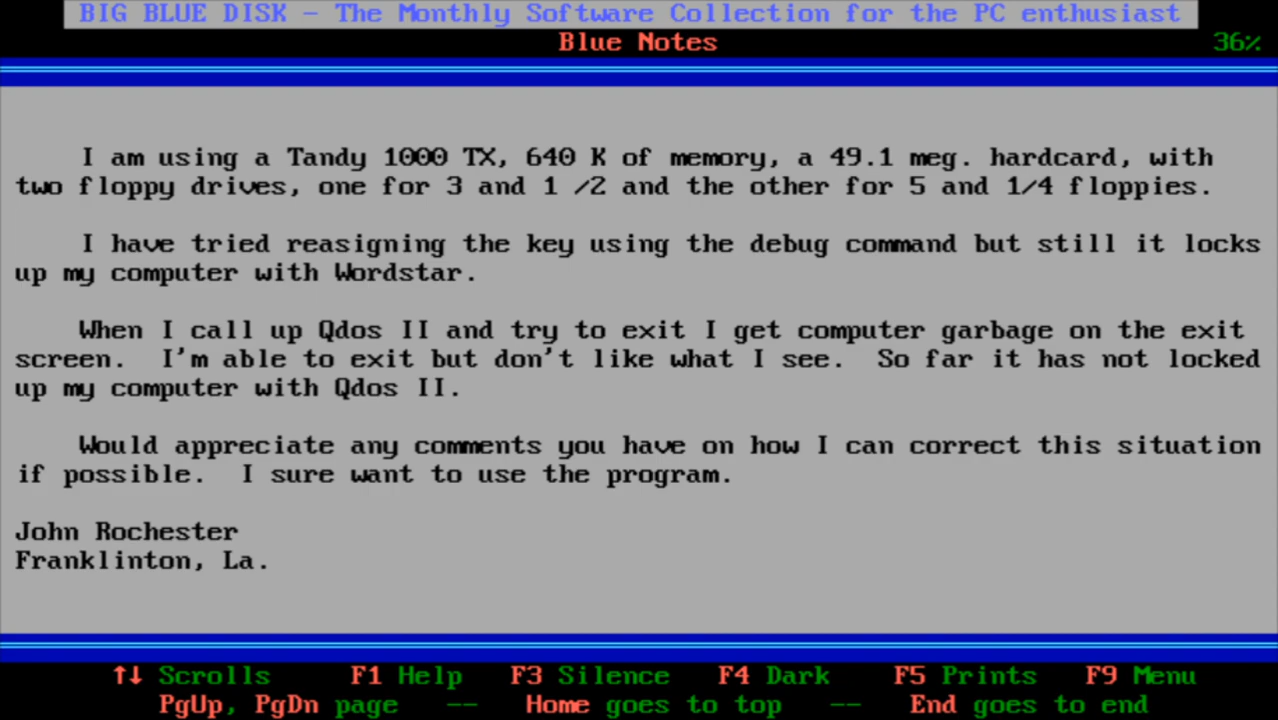 BIG BLUE DISK – The Monthly Software Collection for the PC enthusiast
Blue Notes 36%
I am using a Tandy 1000 TX, 640 K of memory, a 49.1 meg. hardcard, with
two floppy drives, one for 3 and 1 /2 and the other for 5 and 1/4 floppies.
I have tried reasigning the key using the debug command but still it locks
up my computer with Wordstar.
When I call up Qdos II and try to exit I get computer garbage on the exit
screen.  I'm able to exit but don't like what I see.  So far it has not locked
up my computer with Qdos II.
Would appreciate any comments you have on how I can correct this situation
if possible.  I sure want to use the program.
John Rochester
Franklinton, La.
↑↓ Scrolls F1 Help F3 Silence F4 Dark F5 Prints F9 Menu
PgUp, PgDn page -- Home goes to top -- End goes to end